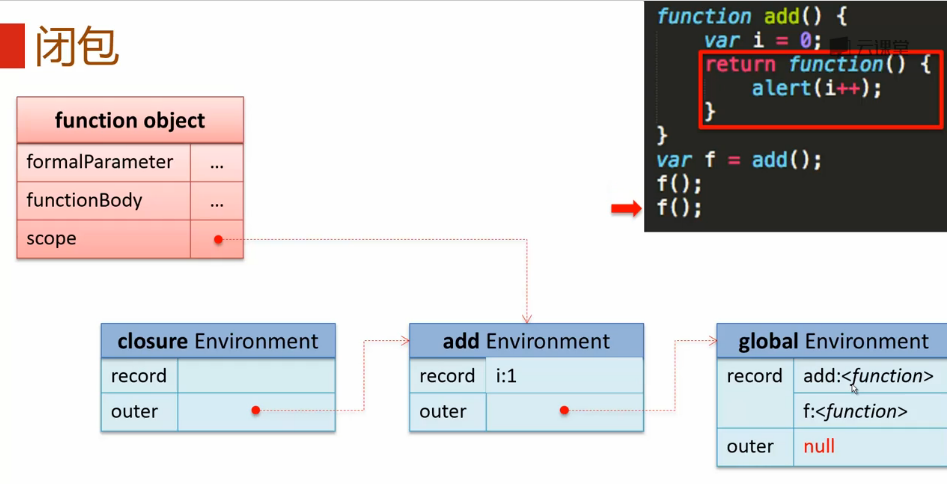 闭包
function add() {
var i = 0;
云课堂
return function() {
alert(i++);
}
}
var f = add();
f();
f();
function object
formalParameter ...
functionBody ...
scope
closure Environment
record
outer
add Environment
record i:1
outer
global Environment
record add:<function>
f:<function>
outer null